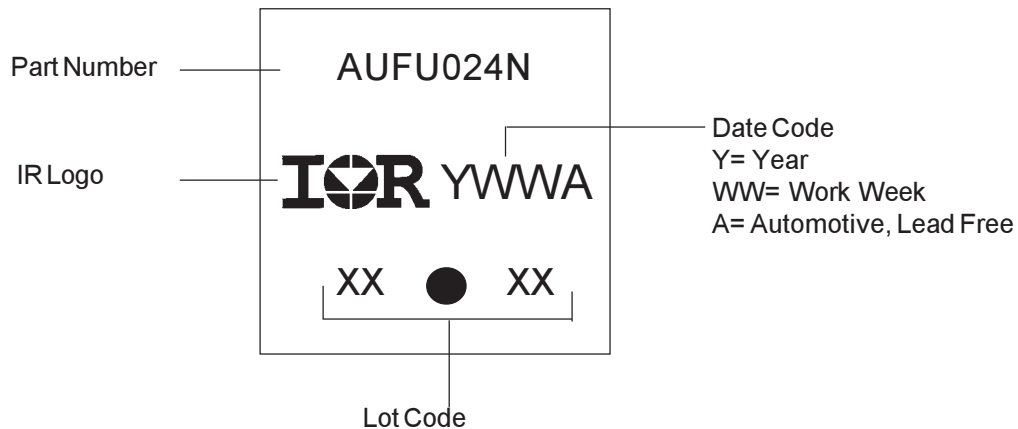 Part Number
AUFU024N
IR Logo
IOR YWWA
Date Code
Y= Year
WW= Work Week
A= Automotive, Lead Free
XX XX
Lot Code